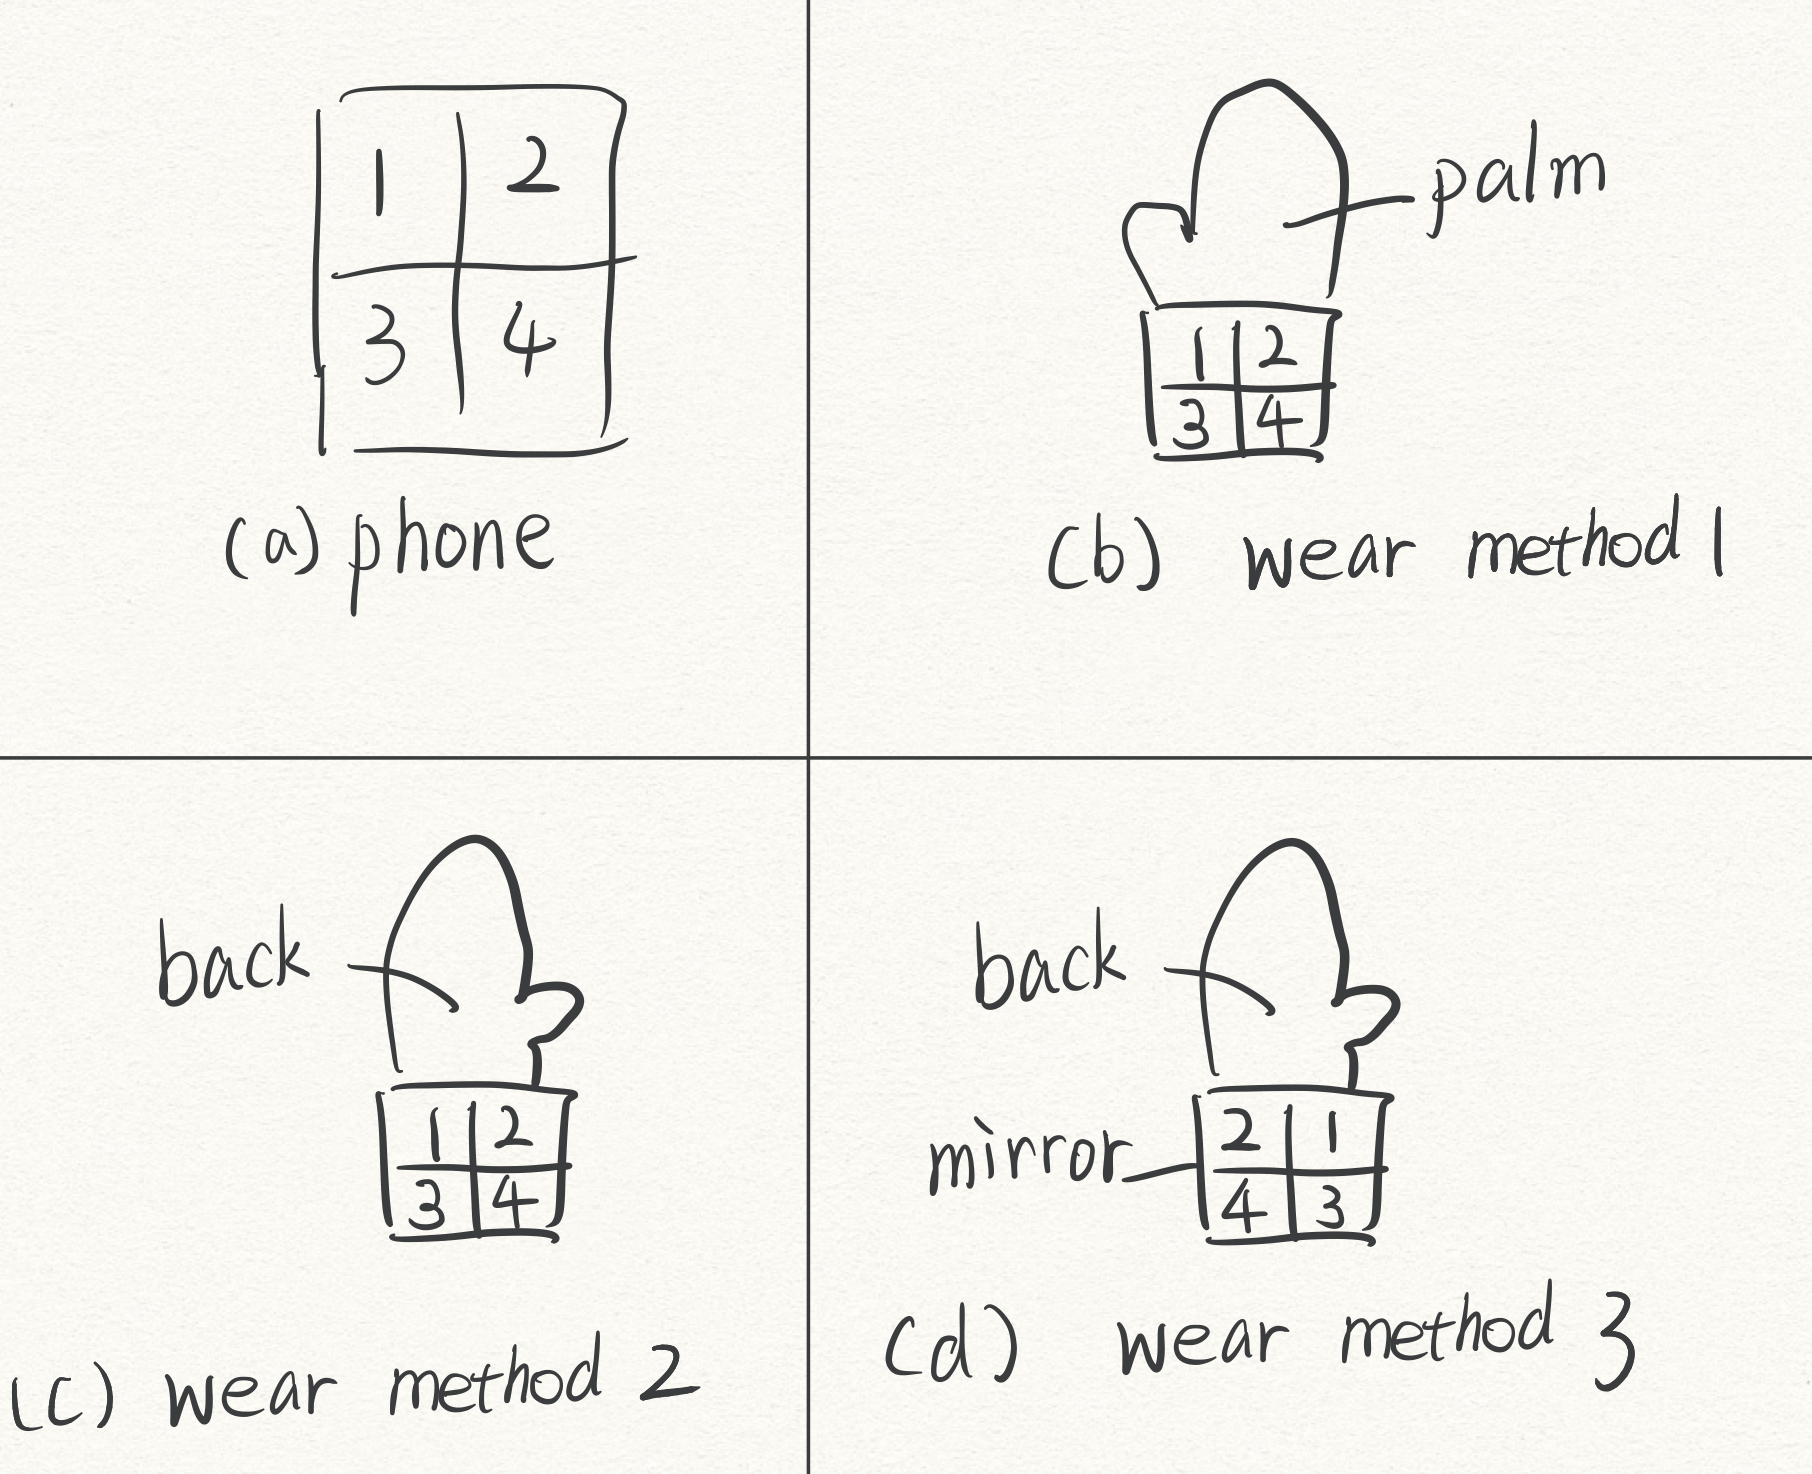 1 2
3 4
(a) phone
palm
1 2
3 4
(b) wear method 1
back
1 2
3 4
(c) wear method 2
back
mirror
2 1
4 3
(d) wear method 3